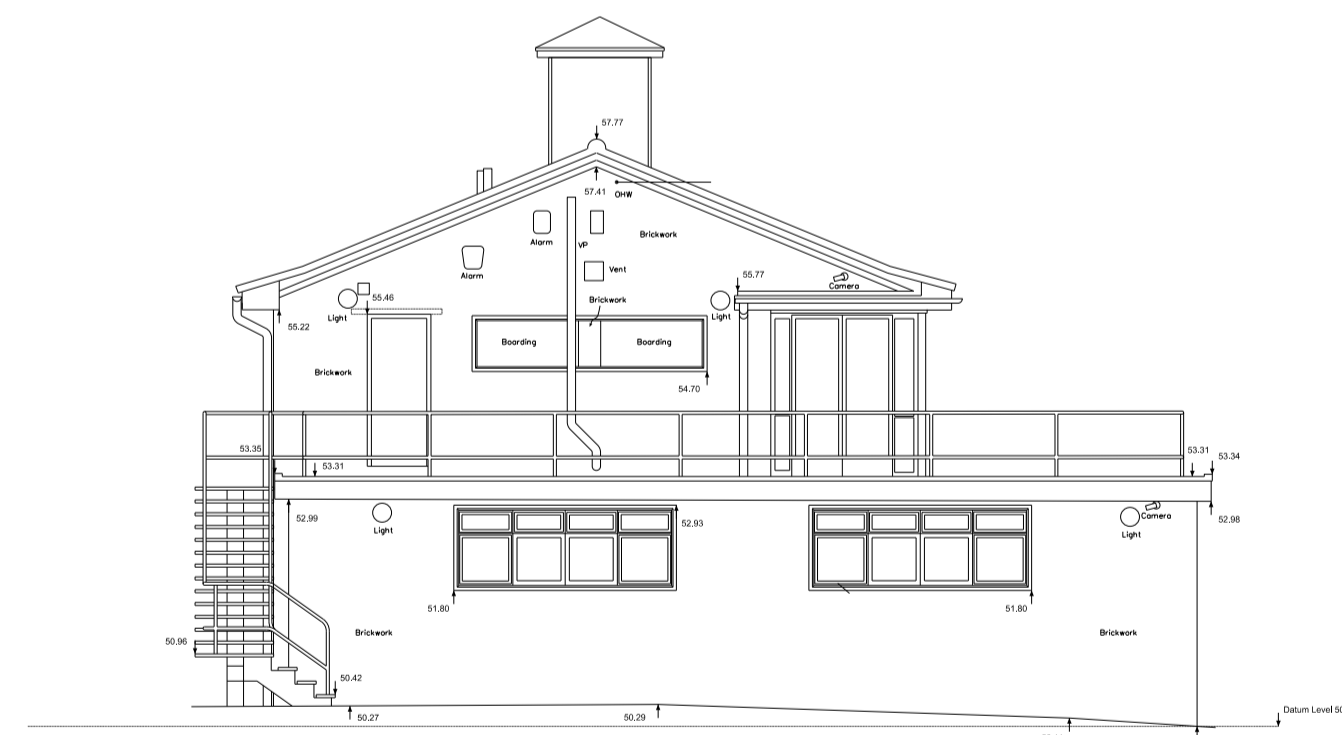 57.77
57.41
OHW
Alarm
VP
Brickwork
Alarm
Vent
55.77
Camera
55.46
Brickwork
Light
Light
55.22
Boarding
Boarding
Brickwork
54.70
53.35
53.31
53.31
53.34
52.99
Light
52.93
Camera
Light
52.98
51.80
51.80
Brickwork
Brickwork
50.96
50.42
50.27
50.29
Datum Level 50